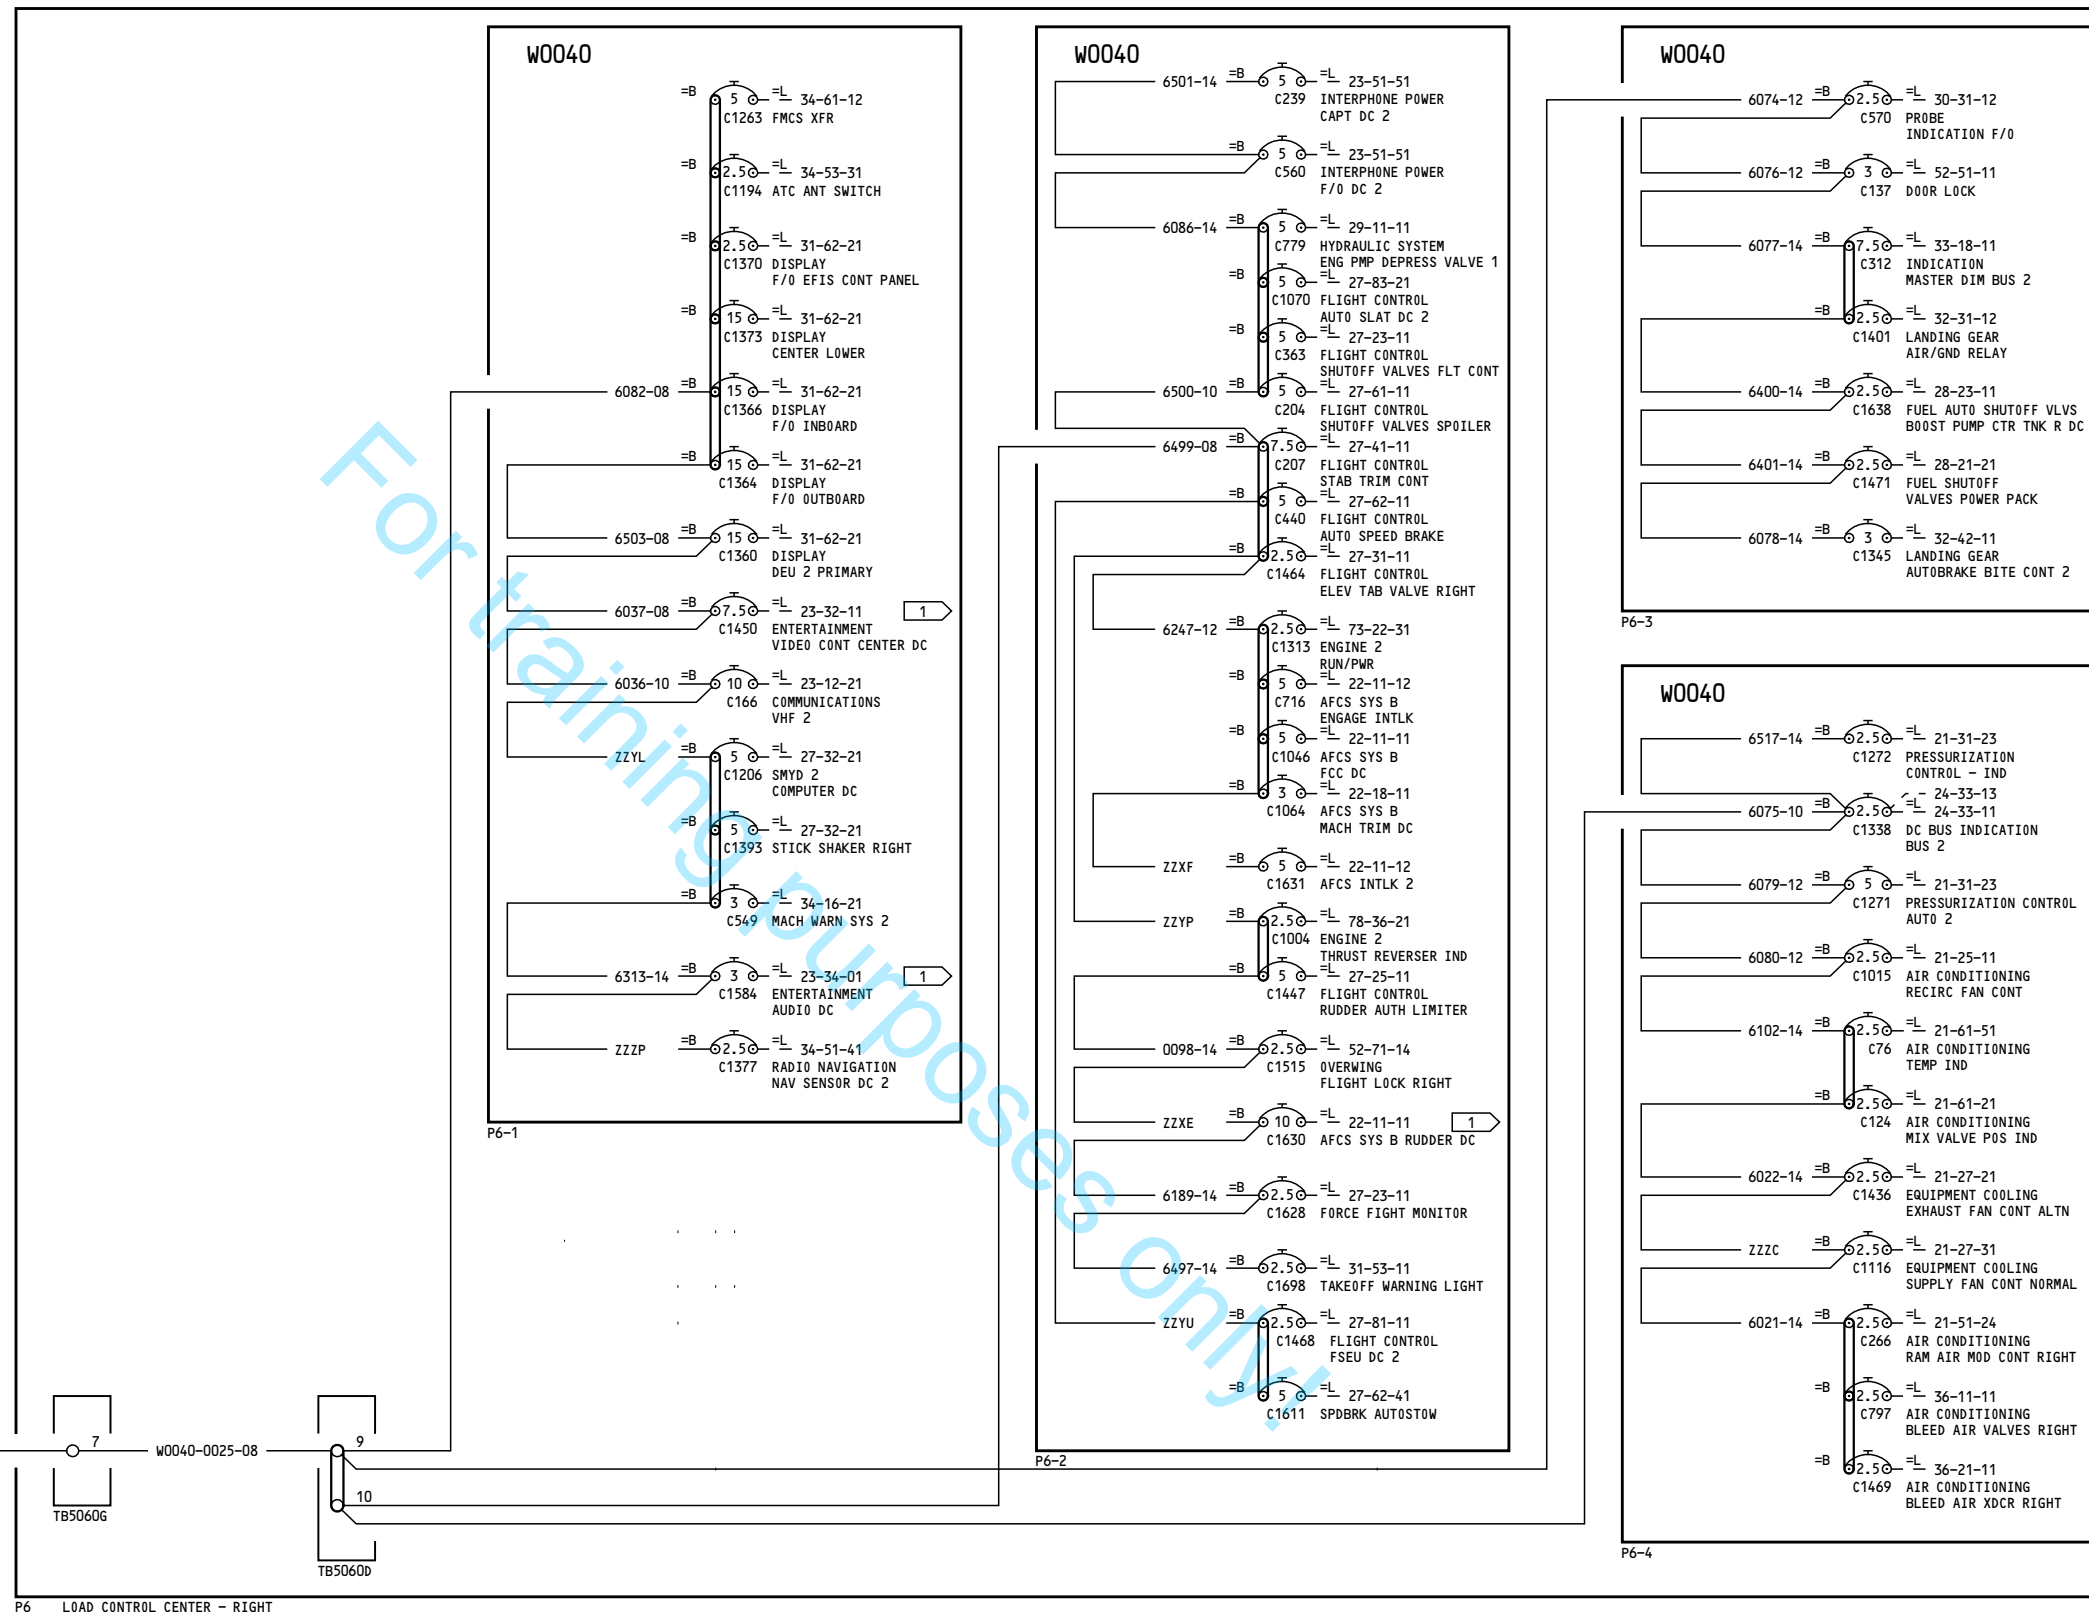 W0040
=B 5 =L 34-61-12
C1263 FMCS XFR
=B 2.5 =L 34-53-31
C1194 ATC ANT SWITCH
=B 2.5 =L 31-62-21
C1370 DISPLAY
F/O EFIS CONT PANEL
=B 15 =L 31-62-21
C1373 DISPLAY
CENTER LOWER
6082-08 =B 15 =L 31-62-21
C1366 DISPLAY
F/O INBOARD
=B 15 =L 31-62-21
C1364 DISPLAY
F/O OUTBOARD
6503-08 =B 15 =L 31-62-21
C1360 DISPLAY
DEU 2 PRIMARY
6037-08 =B 7.5 =L 23-32-11 1
C1450 ENTERTAINMENT
VIDEO CONT CENTER DC
6036-10 =B 10 =L 23-12-21
C166 COMMUNICATIONS
VHF 2
ZZYL =B 5 =L 27-32-21
C1206 SMYD 2
COMPUTER DC
=B 5 =L 27-32-21
C1393 STICK SHAKER RIGHT
=B 3 =L 34-16-21
C549 MACH WARN SYS 2
6313-14 =B 3 =L 23-34-01 1
C1584 ENTERTAINMENT
AUDIO DC
ZZZP =B 2.5 =L 34-51-41
C1377 RADIO NAVIGATION
NAV SENSOR DC 2
P6-1
W0040
6501-14 =B 5 =L 23-51-51
C239 INTERPHONE POWER
CAPT DC 2
=B 5 =L 23-51-51
C560 INTERPHONE POWER
F/O DC 2
6086-14 =B 5 =L 29-11-11
C779 HYDRAULIC SYSTEM
ENG PMP DEPRESS VALVE 1
=B 5 =L 27-83-21
C1070 FLIGHT CONTROL
AUTO SLAT DC 2
=B 5 =L 27-23-11
C363 FLIGHT CONTROL
SHUTOFF VALVES FLT CONT
6500-10 =B 5 =L 27-61-11
C204 FLIGHT CONTROL
SHUTOFF VALVES SPOILER
6499-08 =B 7.5 =L 27-41-11
C207 FLIGHT CONTROL
STAB TRIM CONT
=B 5 =L 27-62-11
C440 FLIGHT CONTROL
AUTO SPEED BRAKE
=B 2.5 =L 27-31-11
C1464 FLIGHT CONTROL
ELEV TAB VALVE RIGHT
6247-12 =B 2.5 =L 73-22-31
C1313 ENGINE 2
RUN/PWR
=B 5 =L 22-11-12
C716 AFCS SYS B
ENGAGE INTLK
=B 5 =L 22-11-11
C1046 AFCS SYS B
FCC DC
=B 3 =L 22-18-11
C1064 AFCS SYS B
MACH TRIM DC
ZZXF =B 5 =L 22-11-12
C1631 AFCS INTLK 2
ZZYP =B 2.5 =L 78-36-21
C1004 ENGINE 2
THRUST REVERSER IND
=B 5 =L 27-25-11
C1447 FLIGHT CONTROL
RUDDER AUTH LIMITER
0098-14 =B 2.5 =L 52-71-14
C1515 OVERWING
FLIGHT LOCK RIGHT
ZZXE =B 10 =L 22-11-11 1
C1630 AFCS SYS B RUDDER DC
6189-14 =B 2.5 =L 27-23-11
C1628 FORCE FIGHT MONITOR
6497-14 =B 2.5 =L 31-53-11
C1698 TAKEOFF WARNING LIGHT
ZZYU =B 2.5 =L 27-81-11
C1468 FLIGHT CONTROL
FSEU DC 2
=B 5 =L 27-62-41
C1611 SPDBRK AUTOSTOW
P6-2
W0040
6074-12 =B 2.5 =L 30-31-12
C570 PROBE
INDICATION F/O
6076-12 =B 3 =L 52-51-11
C137 DOOR LOCK
6077-14 =B 7.5 =L 33-18-11
C312 INDICATION
MASTER DIM BUS 2
=B 2.5 =L 32-31-12
C1401 LANDING GEAR
AIR/GND RELAY
6400-14 =B 2.5 =L 28-23-11
C1638 FUEL AUTO SHUTOFF VLVS
BOOST PUMP CTR TNK R DC
6401-14 =B 2.5 =L 28-21-21
C1471 FUEL SHUTOFF
VALVES POWER PACK
6078-14 =B 3 =L 32-42-11
C1345 LANDING GEAR
AUTOBRAKE BITE CONT 2
P6-3
W0040
6517-14 =B 2.5 =L 21-31-23
C1272 PRESSURIZATION
CONTROL - IND
24-33-13
6075-10 =B 2.5 =L 24-33-11
C1338 DC BUS INDICATION
BUS 2
6079-12 =B 5 =L 21-31-23
C1271 PRESSURIZATION CONTROL
AUTO 2
6080-12 =B 2.5 =L 21-25-11
C1015 AIR CONDITIONING
RECIRC FAN CONT
6102-14 =B 2.5 =L 21-61-51
C76 AIR CONDITIONING
TEMP IND
=B 2.5 =L 21-61-21
C124 AIR CONDITIONING
MIX VALVE POS IND
6022-14 =B 2.5 =L 21-27-21
C1436 EQUIPMENT COOLING
EXHAUST FAN CONT ALTN
ZZZC =B 2.5 =L 21-27-31
C1116 EQUIPMENT COOLING
SUPPLY FAN CONT NORMAL
6021-14 =B 2.5 =L 21-51-24
C266 AIR CONDITIONING
RAM AIR MOD CONT RIGHT
=B 2.5 =L 36-11-11
C797 AIR CONDITIONING
BLEED AIR VALVES RIGHT
=B 2.5 =L 36-21-11
C1469 AIR CONDITIONING
BLEED AIR XDCR RIGHT
P6-4
7 W0040-0025-08 9
10
TB5060G
TB5060D
P6 LOAD CONTROL CENTER - RIGHT
For training purposes only!